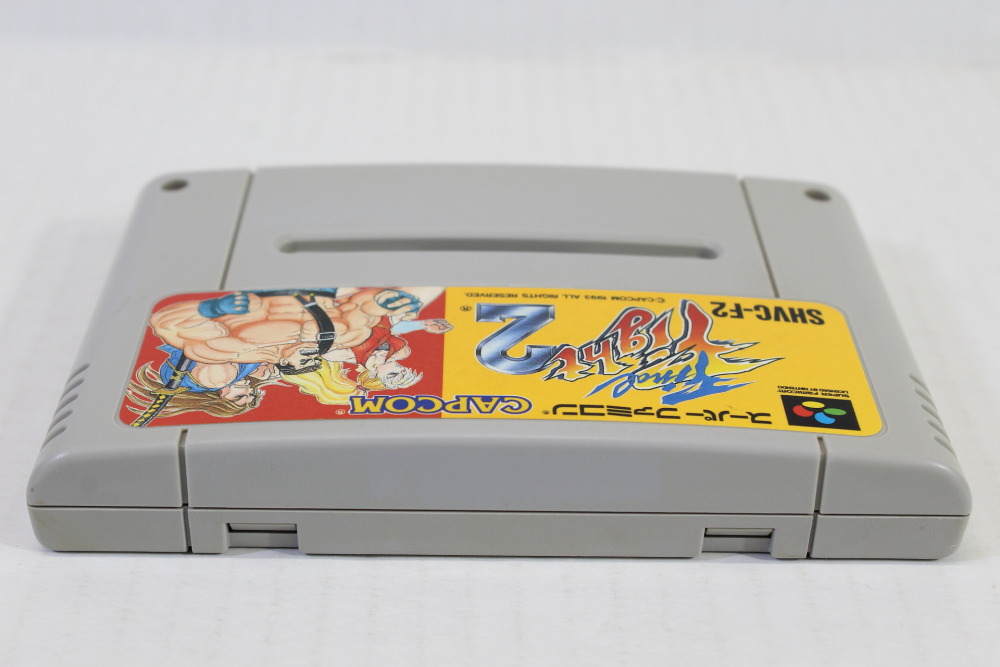 スーパーファミコン®
SUPER FAMICOM
LICENSED BY NINTENDO
Final
Fight
2®
CAPCOM®
SHVC-F2
©CAPCOM 1993 ALL RIGHTS RESERVED.